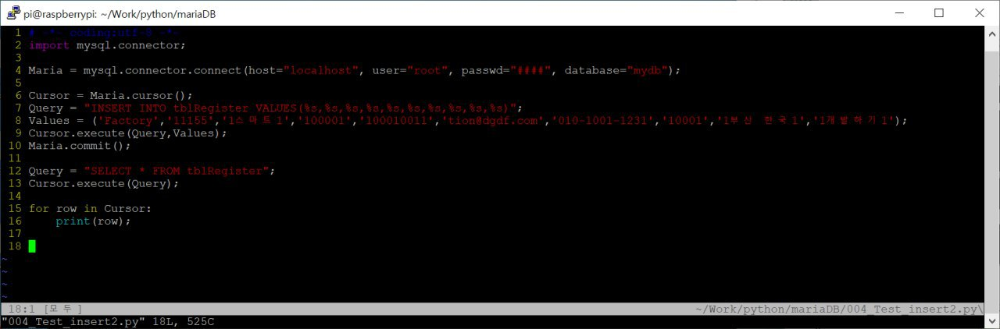 pi@raspberrypi: ~/Work/python/mariaDB
1 # -*- coding:utf-8 -*-
2 import mysql.connector;
3
4 Maria = mysql.connector.connect(host="localhost", user="root", passwd="####", database="mydb");
5
6 Cursor = Maria.cursor();
7 Query = "INSERT INTO tblRegister VALUES(%s,%s,%s,%s,%s,%s,%s,%s,%s,%s)";
8 Values = ('Factory','11155','1스마트1','100001','100010011','tion@dgdf.com','010-1001-1231','10001','1부산 한국1','1개발하기1');
9 Cursor.execute(Query,Values);
10 Maria.commit();
11
12 Query = "SELECT * FROM tblRegister";
13 Cursor.execute(Query);
14
15 for row in Cursor:
16     print(row);
17
18
~
~
~
~
18:1 [모두] ~/Work/python/mariaDB/004_Test_insert2.py\
"004_Test_insert2.py" 18L, 525C